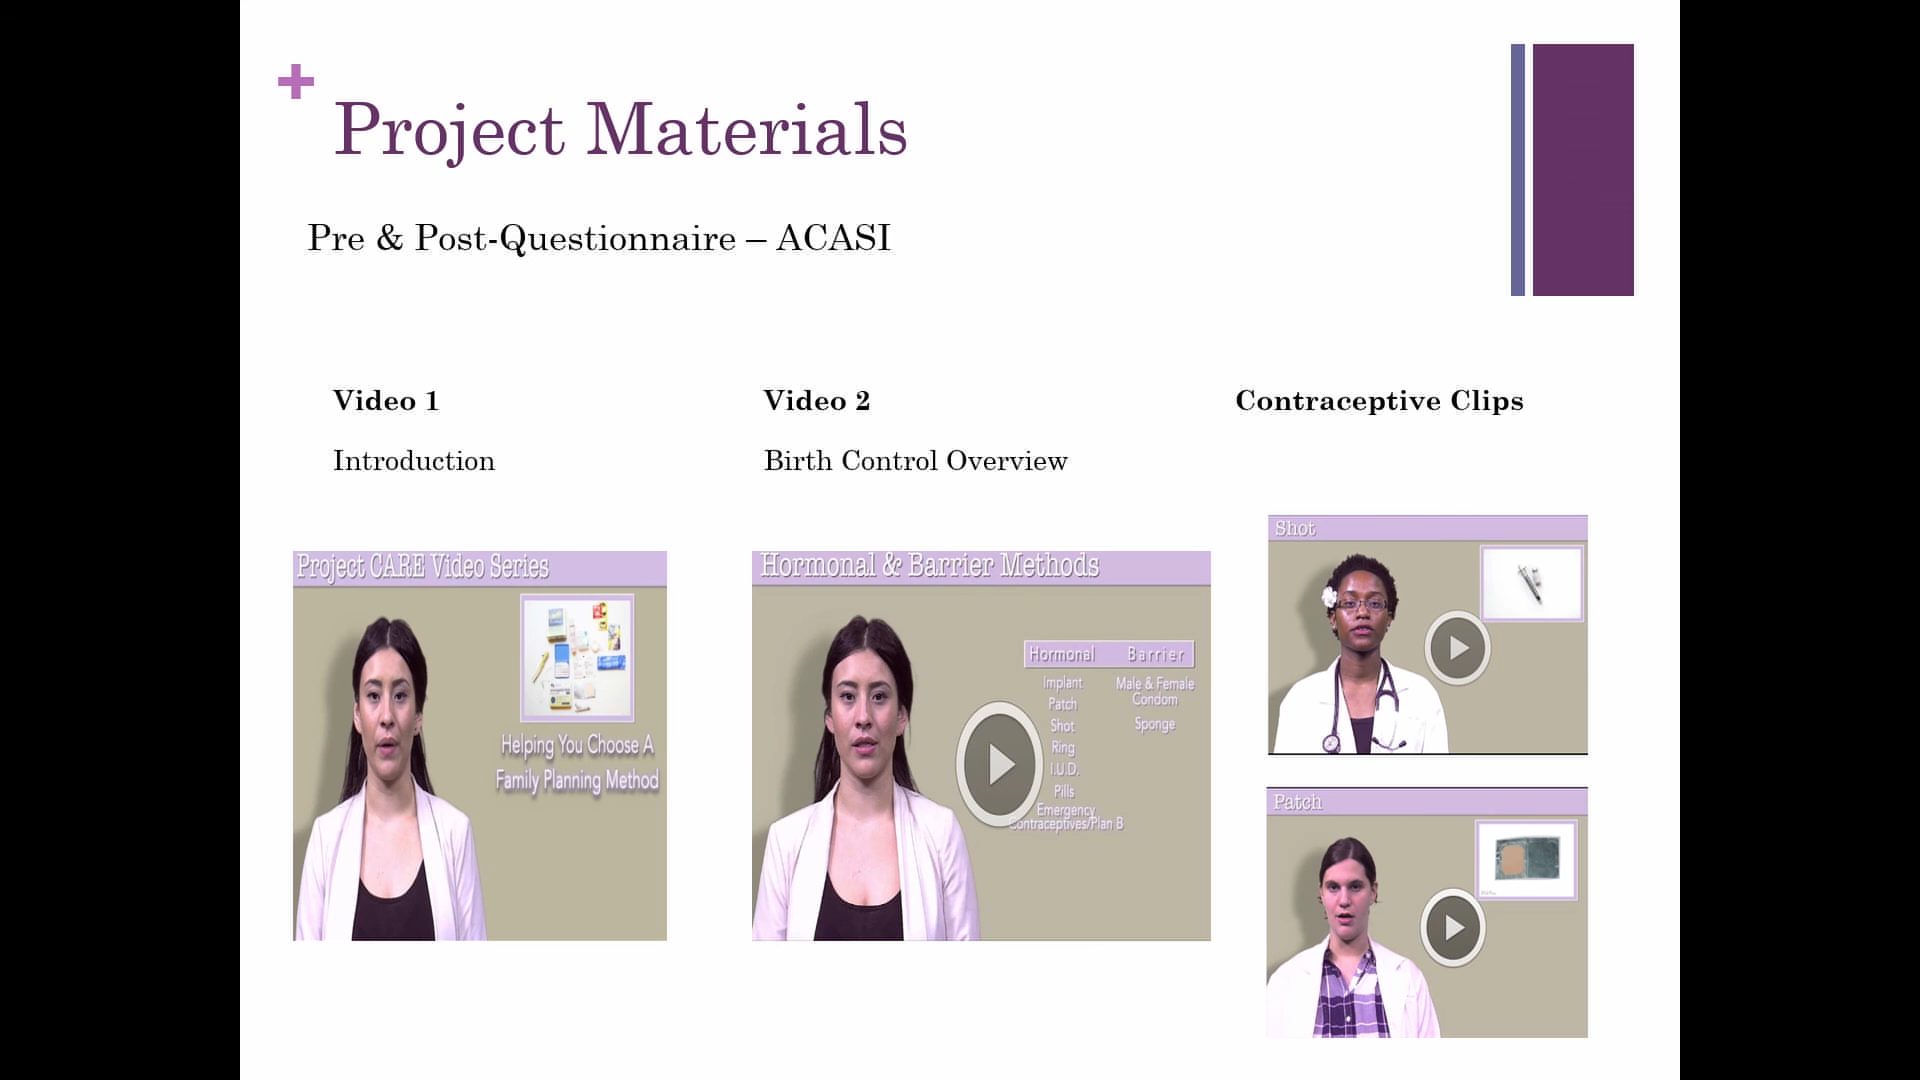 Project Materials
Pre & Post-Questionnaire – ACASI
Video 1
Introduction
Video 2
Birth Control Overview
Contraceptive Clips
Project CARE Video Series
Helping You Choose A
Family Planning Method
Hormonal & Barrier Methods
Hormonal Barrier
Implant
Patch
Shot
Ring
I.U.D.
Pills
Emergency
Contraceptives/Plan B
Male & Female
Condom
Sponge
Shot
Patch